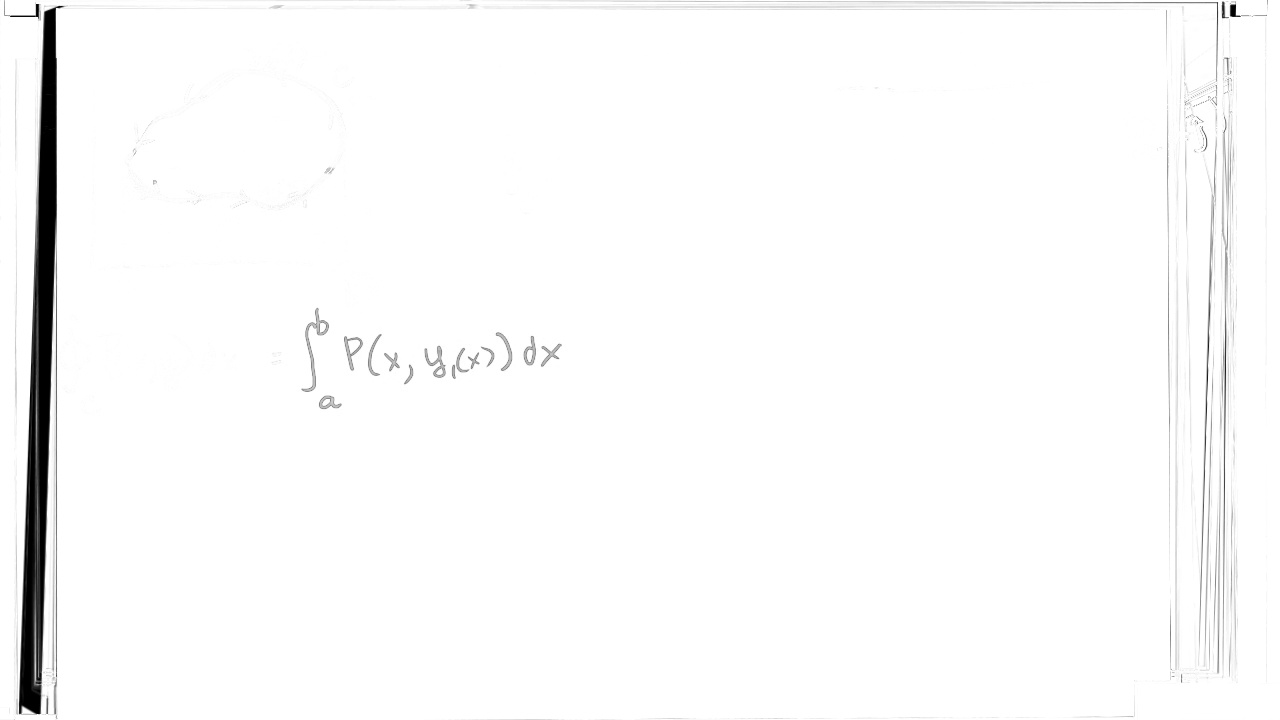 = ∫_a^b P(x, y₁(x)) dx